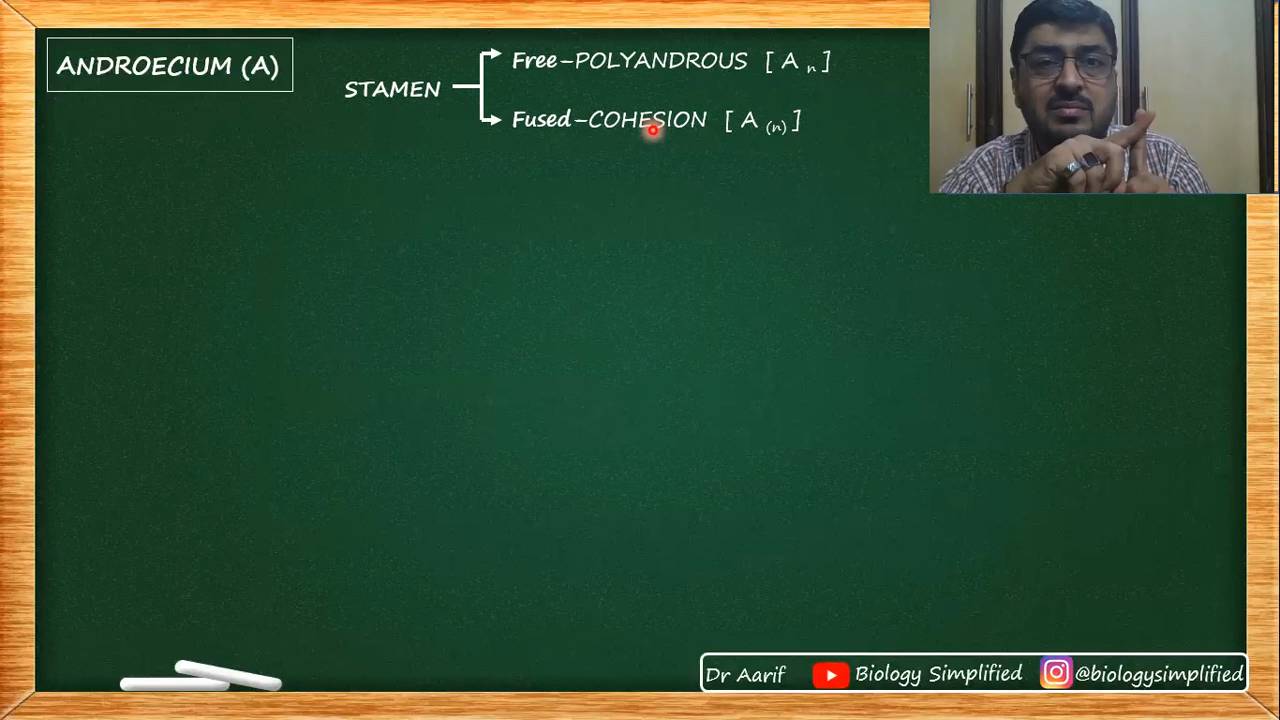 ANDROECIUM (A)
STAMEN
Free-POLYANDROUS [ A n ]
Fused-COHESION [ A (n) ]
Dr Aarif Biology Simplified @biologysimplified